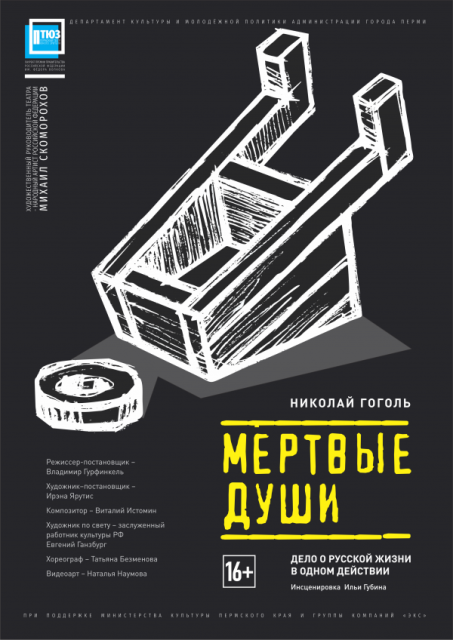 ДЕПАРТАМЕНТ КУЛЬТУРЫ И МОЛОДЕЖНОЙ ПОЛИТИКИ АДМИНИСТРАЦИИ ГОРОДА ПЕРМИ
ТЮЗ
ХУДОЖЕСТВЕННЫЙ РУКОВОДИТЕЛЬ ТЕАТРА
НАРОДНЫЙ АРТИСТ РОССИЙСКОЙ ФЕДЕРАЦИИ
МИХАИЛ СКОМОРОХОВ
НИКОЛАЙ ГОГОЛЬ
МЕРТВЫЕ
ДУШИ
Режиссер-постановщик –
Владимир Гурфинкель
Художник-постановщик –
Ирэна Ярутис
Композитор – Виталий Истомин
Художник по свету – заслуженный
работник культуры РФ
Евгений Ганзбург
Хореограф – Татьяна Безменова
Видеоарт – Наталья Наумова
16+
ДЕЛО О РУССКОЙ ЖИЗНИ
В ОДНОМ ДЕЙСТВИИ
Инсценировка Ильи Губина
ПРИ ПОДДЕРЖКЕ МИНИСТЕРСТВА КУЛЬТУРЫ ПЕРМСКОГО КРАЯ И ГРУППЫ КОМПАНИЙ «ЭКС»